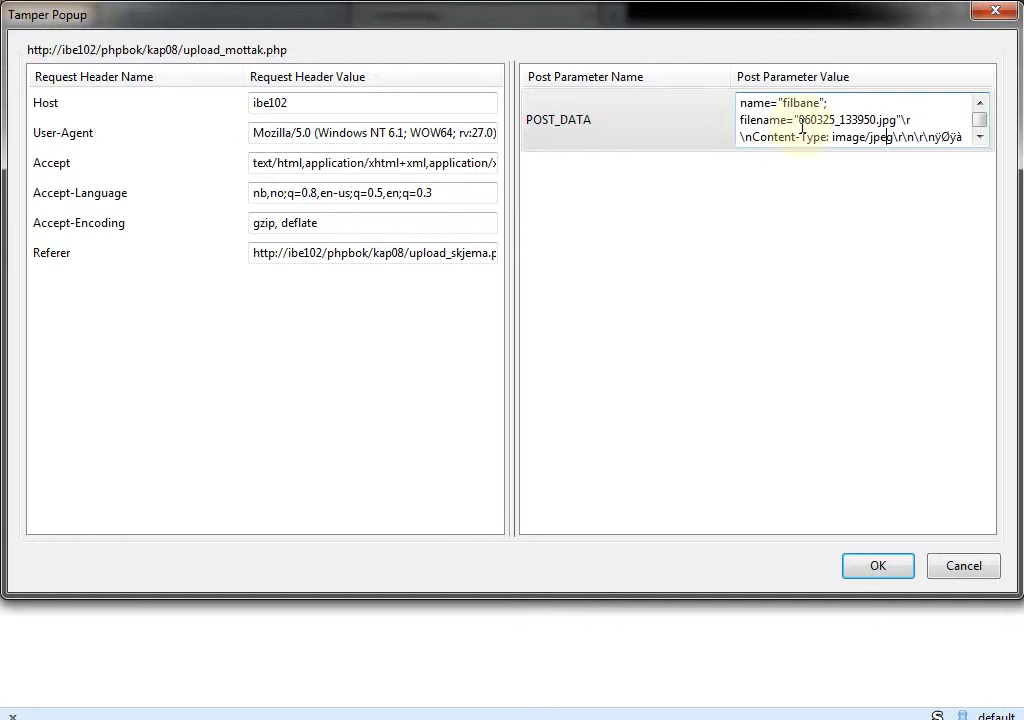 Tamper Popup
http://ibe102/phpbok/kap08/upload_mottak.php
Request Header Name Request Header Value Post Parameter Name Post Parameter Value
Host ibe102
User-Agent Mozilla/5.0 (Windows NT 6.1; WOW64; rv:27.0)
Accept text/html,application/xhtml+xml,application/x
Accept-Language nb,no;q=0.8,en-us;q=0.5,en;q=0.3
Accept-Encoding gzip, deflate
Referer http://ibe102/phpbok/kap08/upload_skjema.p
POST_DATA
name="filbane";
filename="060325_133950.jpg"\r
\nContent-Type: image/jpeg\r\n\r\nÿØÿà
OK Cancel
default